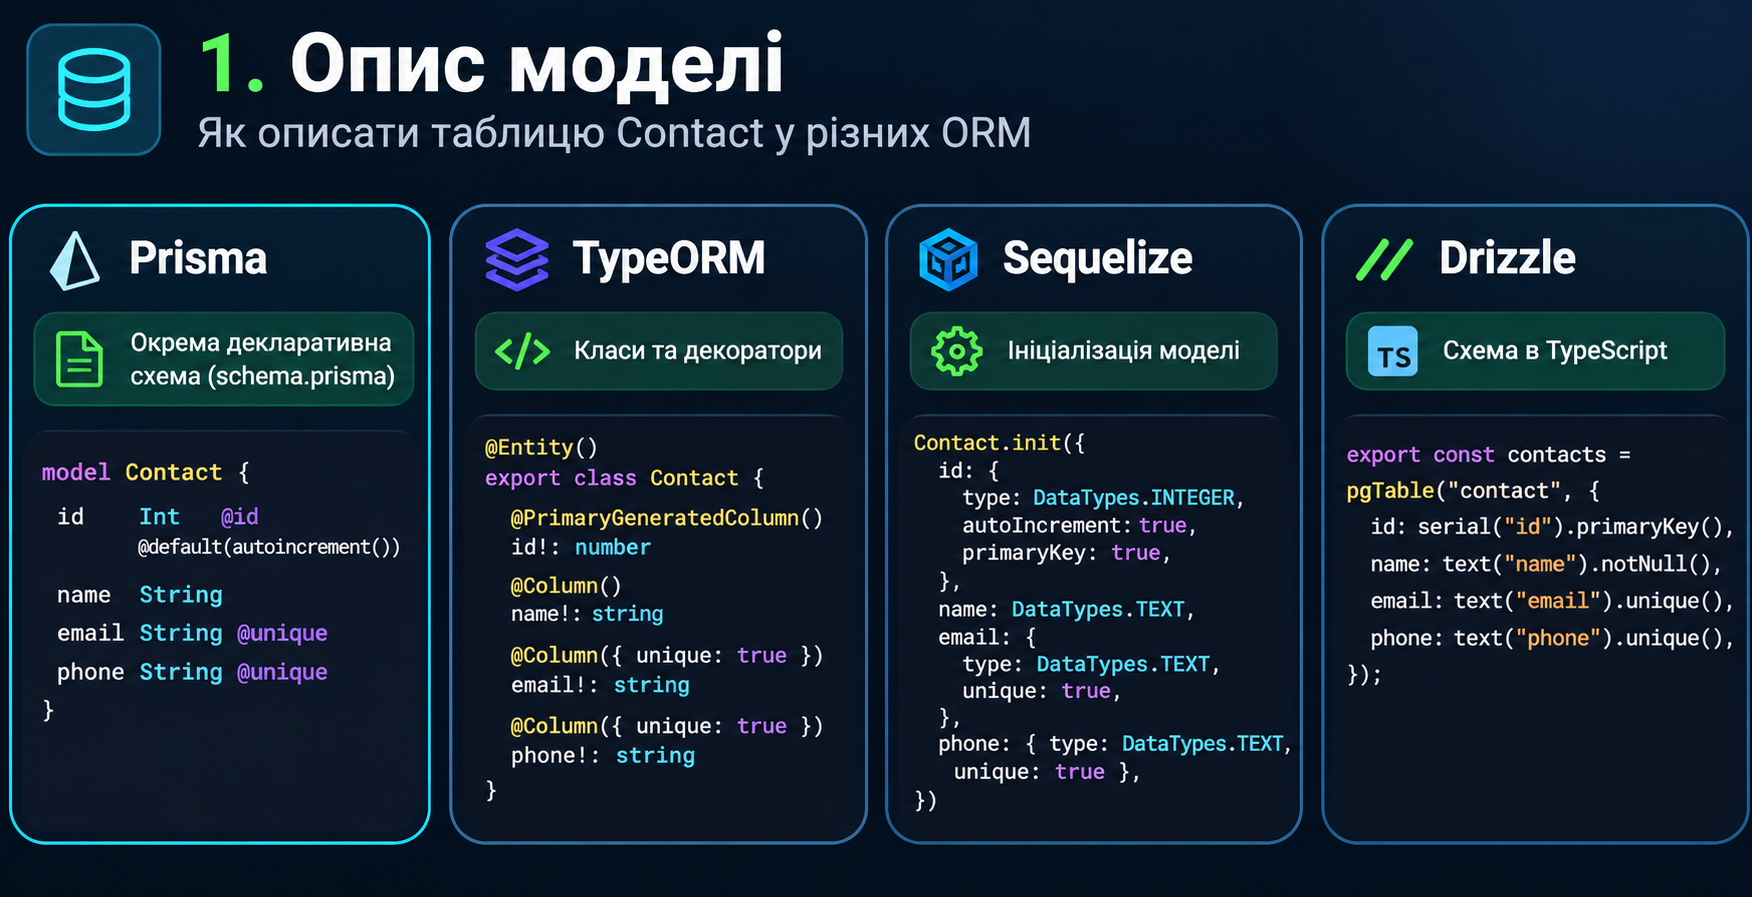 1. Опис моделі
Як описати таблицю Contact у різних ORM
Prisma
Окрема декларативна
схема (schema.prisma)
model Contact {
id Int @id
@default(autoincrement())
name String
email String @unique
phone String @unique
}
TypeORM
</> Класи та декоратори
@Entity()
export class Contact {
@PrimaryGeneratedColumn()
id!: number
@Column()
name!: string
@Column({ unique: true })
email!: string
@Column({ unique: true })
phone!: string
}
Sequelize
Ініціалізація моделі
Contact.init({
id: {
type: DataTypes.INTEGER,
autoIncrement: true,
primaryKey: true,
},
name: DataTypes.TEXT,
email: {
type: DataTypes.TEXT,
unique: true,
},
phone: { type: DataTypes.TEXT,
unique: true },
})
Drizzle
TS Схема в TypeScript
export const contacts =
pgTable("contact", {
id: serial("id").primaryKey(),
name: text("name").notNull(),
email: text("email").unique(),
phone: text("phone").unique(),
});